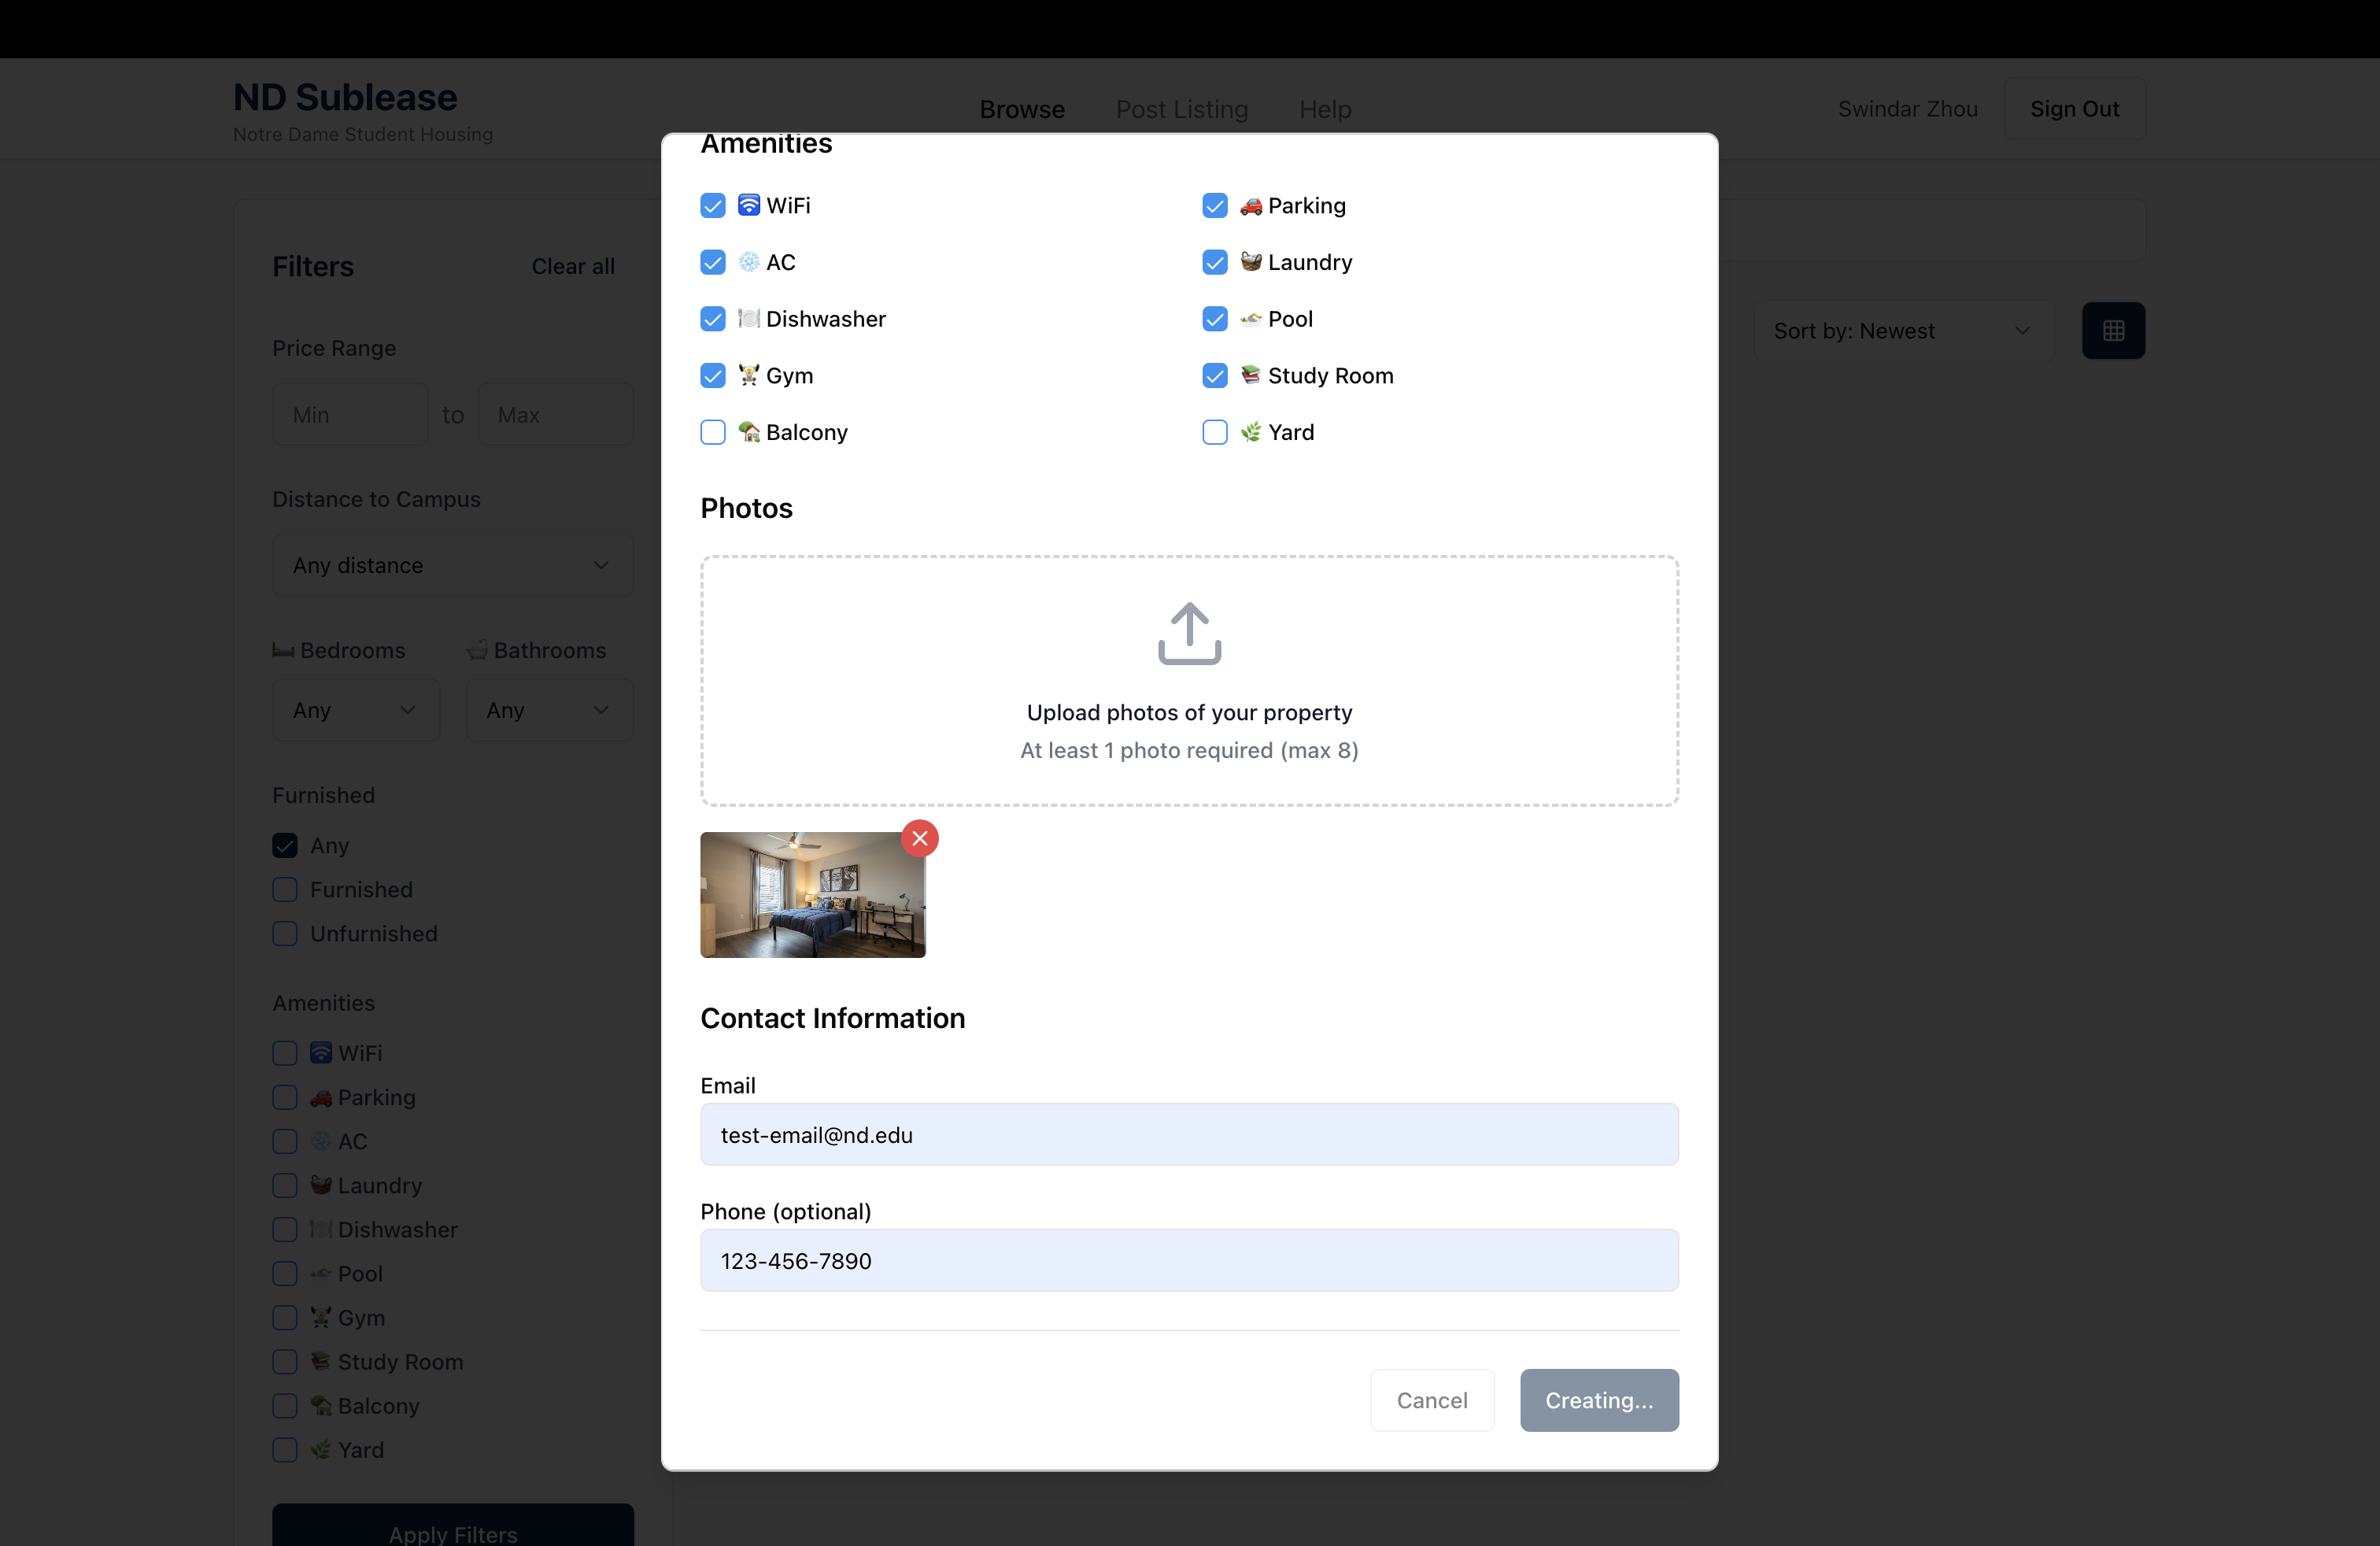 ND Sublease
Notre Dame Student Housing
Browse
Post Listing
Help
Swindar Zhou
Sign Out
Filters
Clear all
Price Range
Min
to
Max
Distance to Campus
Any distance
Bedrooms
Bathrooms
Any
Any
Furnished
Any
Furnished
Unfurnished
Amenities
WiFi
Parking
AC
Laundry
Dishwasher
Pool
Gym
Study Room
Balcony
Yard
Apply Filters
Sort by: Newest
Amenities
WiFi
Parking
AC
Laundry
Dishwasher
Pool
Gym
Study Room
Balcony
Yard
Photos
Upload photos of your property
At least 1 photo required (max 8)
Contact Information
Email
test-email@nd.edu
Phone (optional)
123-456-7890
Cancel
Creating...